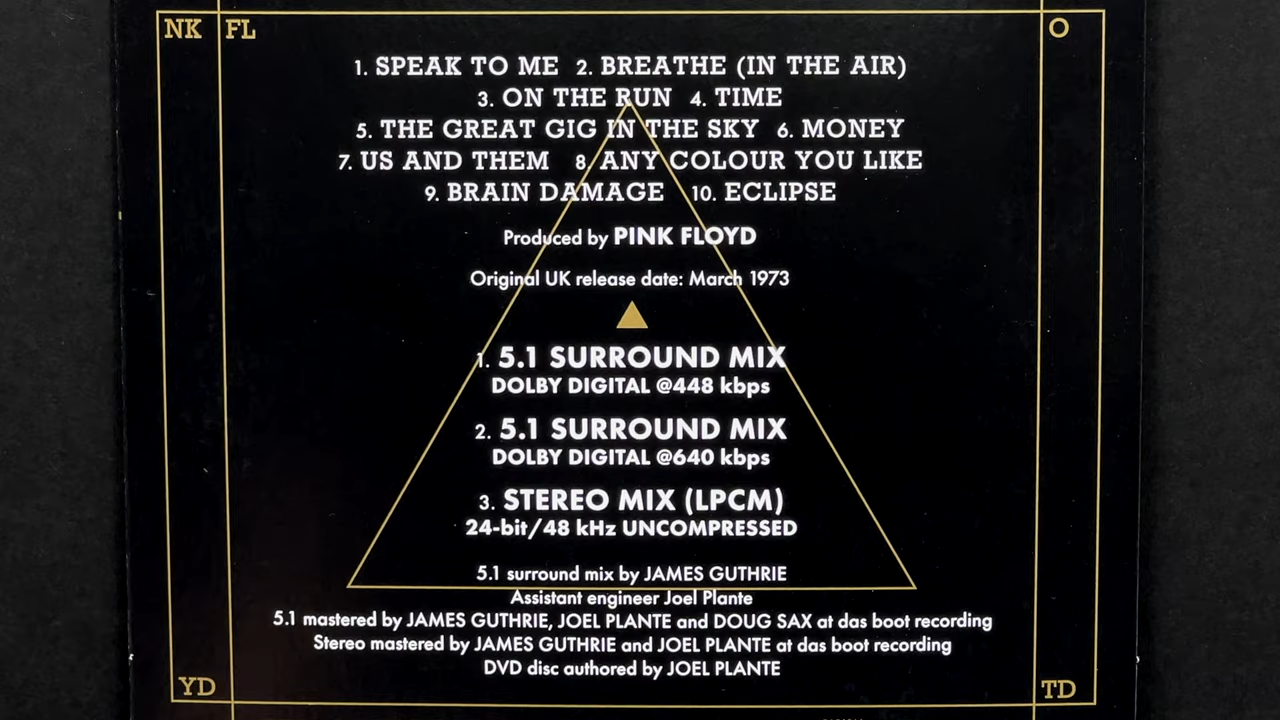 NK FL O
1. SPEAK TO ME 2. BREATHE (IN THE AIR)
3. ON THE RUN 4. TIME
5. THE GREAT GIG IN THE SKY 6. MONEY
7. US AND THEM 8. ANY COLOUR YOU LIKE
9. BRAIN DAMAGE 10. ECLIPSE
Produced by PINK FLOYD
Original UK release date: March 1973
1. 5.1 SURROUND MIX
DOLBY DIGITAL @448 kbps
2. 5.1 SURROUND MIX
DOLBY DIGITAL @640 kbps
3. STEREO MIX (LPCM)
24-bit/48 kHz UNCOMPRESSED
5.1 surround mix by JAMES GUTHRIE
Assistant engineer Joel Plante
5.1 mastered by JAMES GUTHRIE, JOEL PLANTE and DOUG SAX at das boot recording
Stereo mastered by JAMES GUTHRIE and JOEL PLANTE at das boot recording
DVD disc authored by JOEL PLANTE
YD TD